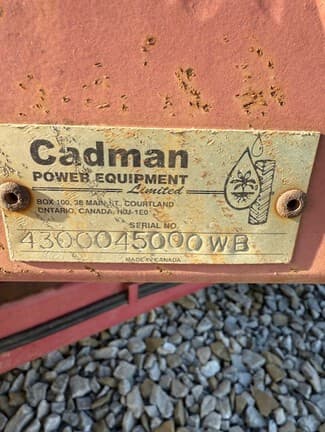 Cadman
POWER EQUIPMENT
Limited
BOX 100, 38 MAIN ST. COURTLAND
ONTARIO, CANADA, N0J-1E0
SERIAL NO.
4300045000WB
MADE IN CANADA